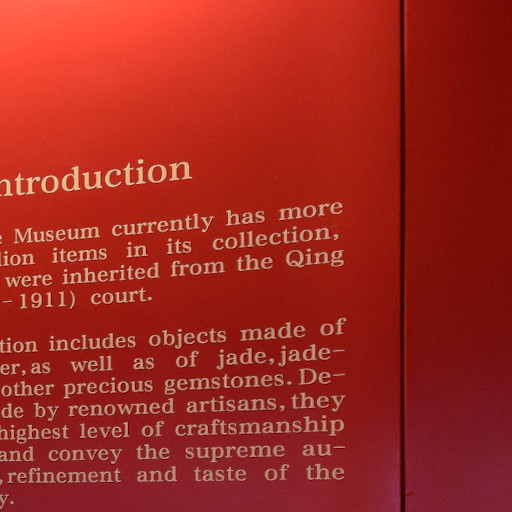 ntroduction
e Museum currently has more
lion items in its collection,
were inherited from the Qing
– 1911) court.
tion includes objects made of
er, as well as of jade, jade–
other precious gemstones. De–
de by renowned artisans, they
highest level of craftsmanship
and convey the supreme au–
, refinement and taste of the
y.